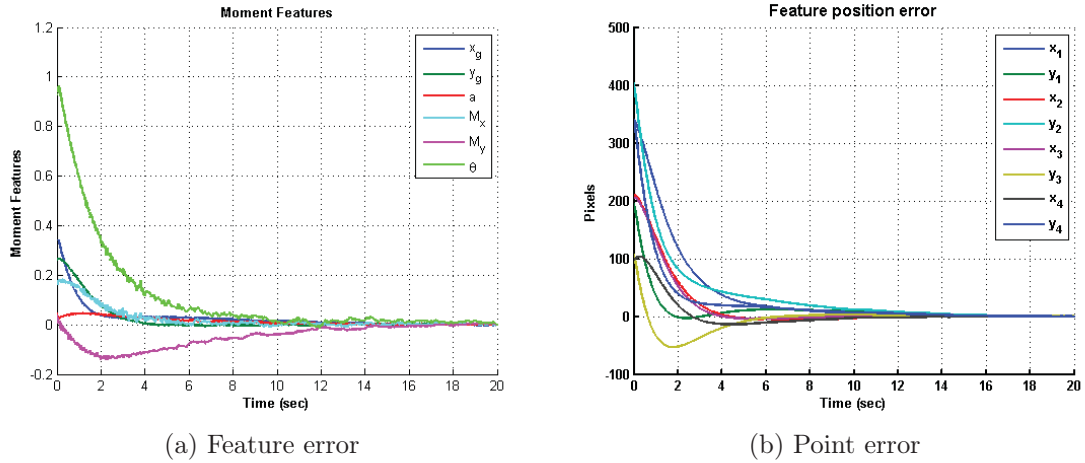 Moment Features
1.2
1
0.8
0.6
0.4
0.2
0
-0.2
Moment Features
0 2 4 6 8 10 12 14 16 18 20
Time (sec)
x_g
y_g
a
M_x
M_y
θ
(a) Feature error
Feature position error
500
400
300
200
100
0
-100
Pixels
0 2 4 6 8 10 12 14 16 18 20
Time (sec)
x_1
y_1
x_2
y_2
x_3
y_3
x_4
y_4
(b) Point error